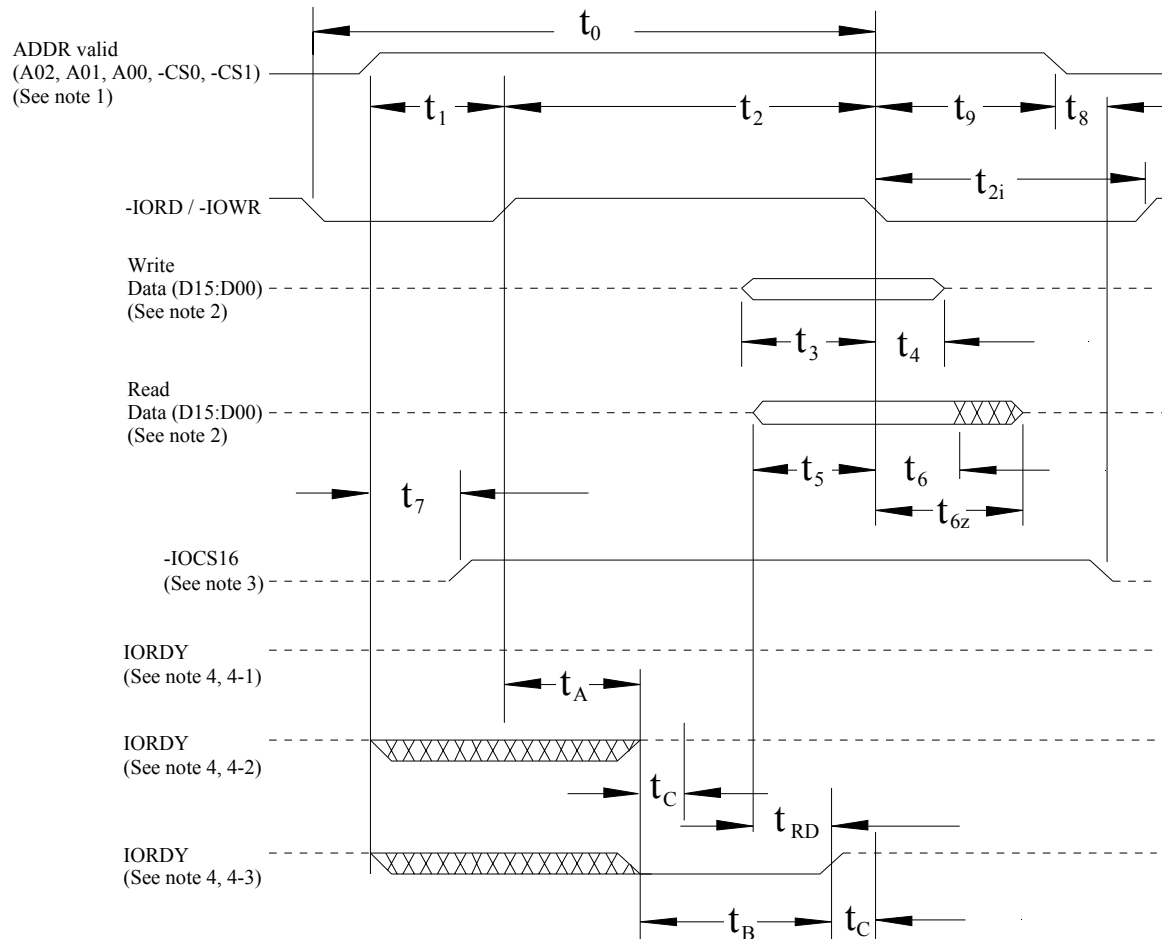 t0
ADDR valid
(A02, A01, A00, -CS0, -CS1)
(See note 1)
t1
t2
t9
t8
t2i
-IORD / -IOWR
Write
Data (D15:D00)
(See note 2)
t3
t4
Read
Data (D15:D00)
(See note 2)
t5
t6
t7
t6z
-IOCS16
(See note 3)
IORDY
(See note 4, 4-1)
tA
IORDY
(See note 4, 4-2)
tC
tRD
IORDY
(See note 4, 4-3)
tB
tC